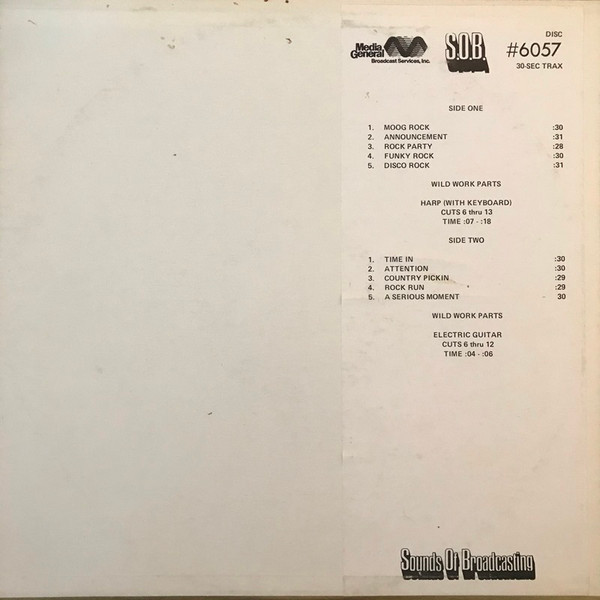 Media General
Broadcast Services, Inc.
S.O.B.
DISC
#6057
30-SEC TRAX
SIDE ONE
1. MOOG ROCK :30
2. ANNOUNCEMENT :31
3. ROCK PARTY :28
4. FUNKY ROCK :30
5. DISCO ROCK :31
WILD WORK PARTS
HARP (WITH KEYBOARD)
CUTS 6 thru 13
TIME :07 - :18
SIDE TWO
1. TIME IN :30
2. ATTENTION :30
3. COUNTRY PICKIN :29
4. ROCK RUN :29
5. A SERIOUS MOMENT 30
WILD WORK PARTS
ELECTRIC GUITAR
CUTS 6 thru 12
TIME :04 - :06
Sounds Of Broadcasting